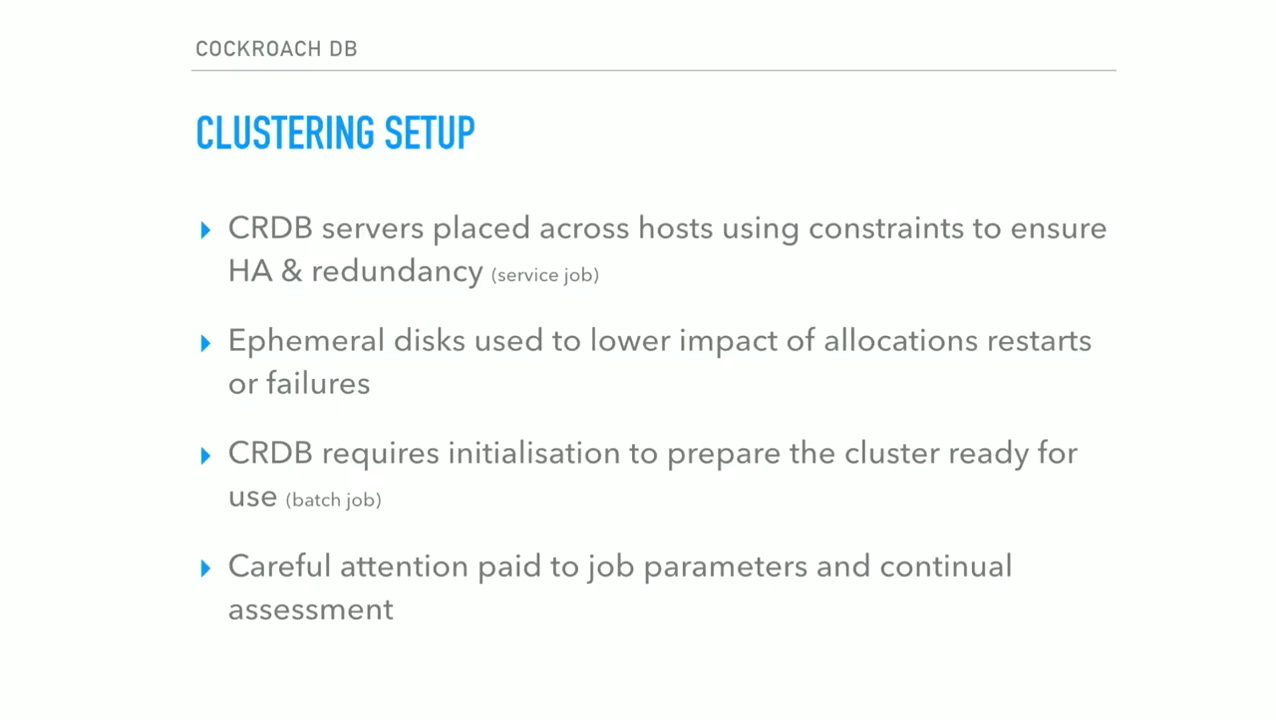 COCKROACH DB
CLUSTERING SETUP
CRDB servers placed across hosts using constraints to ensure
HA & redundancy (service job)
Ephemeral disks used to lower impact of allocations restarts
or failures
CRDB requires initialisation to prepare the cluster ready for
use (batch job)
Careful attention paid to job parameters and continual
assessment